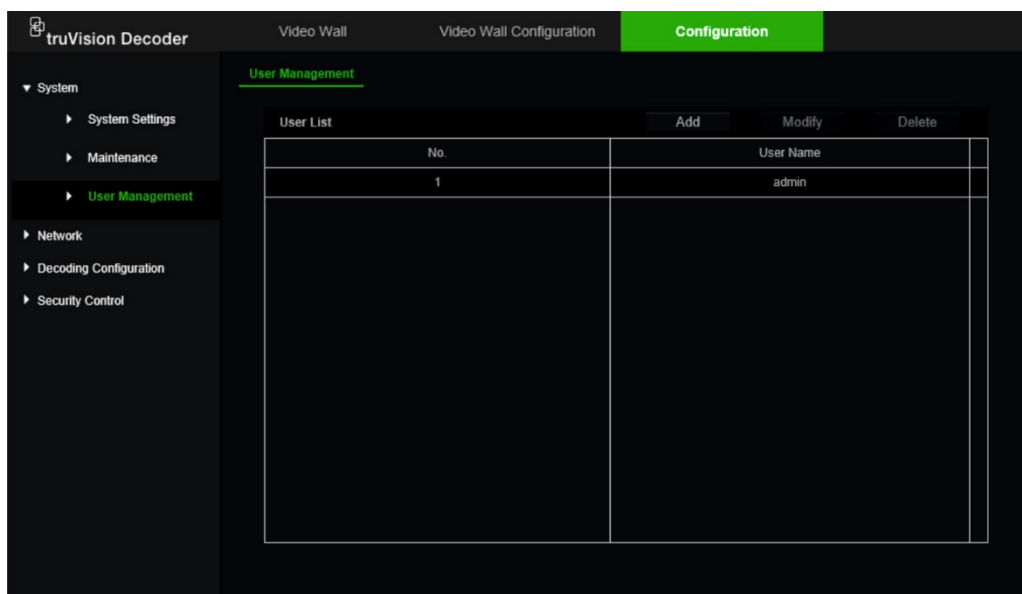 truVision Decoder
Video Wall
Video Wall Configuration
Configuration
System
System Settings
Maintenance
User Management
Network
Decoding Configuration
Security Control
User Management
User List
Add
Modify
Delete
No.
User Name
1
admin